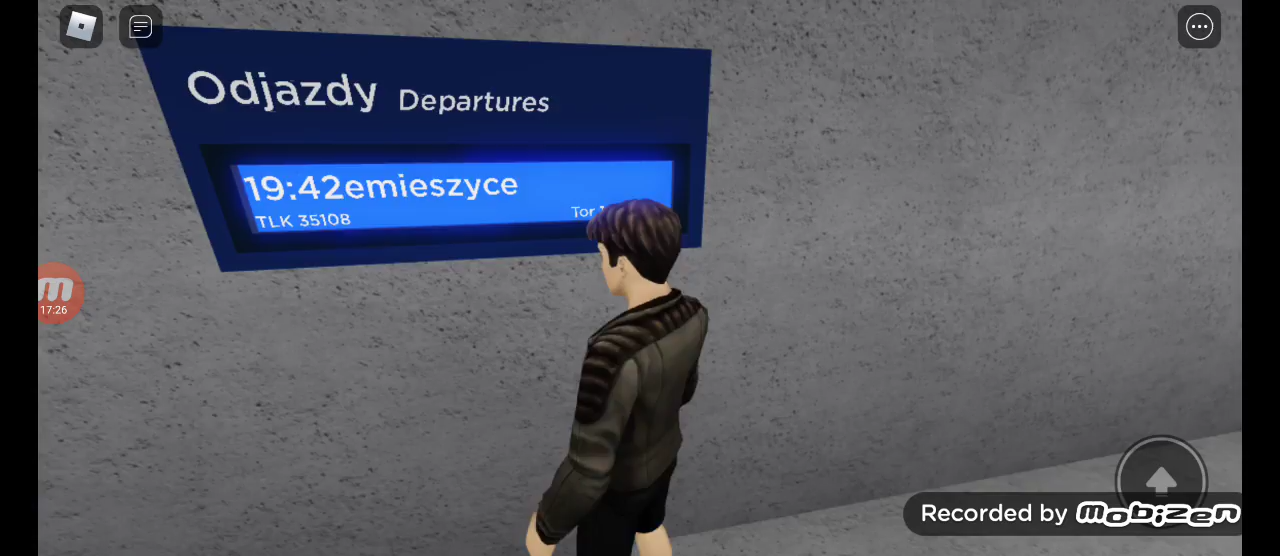 Odjazdy Departures
19:42emieszyce
TLK 35108
Tor
17:26
Recorded by mobizen